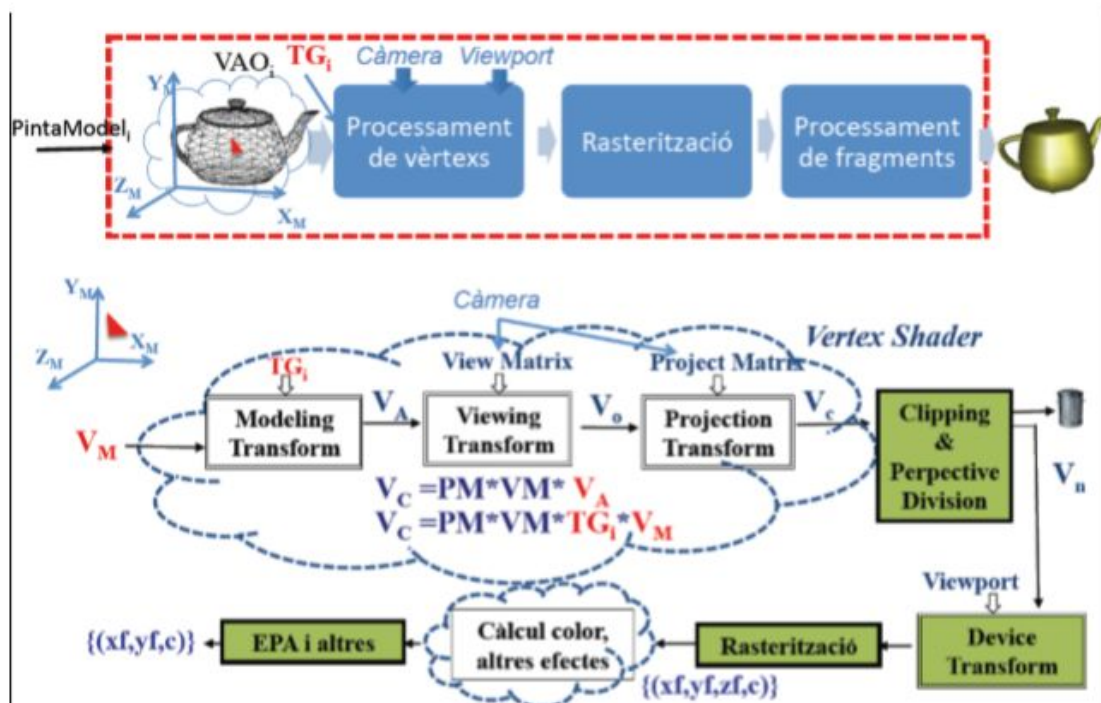 VAOi TGi Càmera Viewport
YM
PintaModeli
Processament de vèrtexs
Rasterització
Processament de fragments
ZM
XM
YM
XM
ZM
Càmera
Vertex Shader
TGi View Matrix Project Matrix
VM
Modeling Transform
VA
Viewing Transform
Vo
Projection Transform
Vc
Clipping & Perpective Division
Vn
VC =PM*VM* VA
VC =PM*VM*TGi*VM
Viewport
Device Transform
Rasterització
{(xf,yf,zf,c)}
Càlcul color, altres efectes
EPA i altres
{(xf,yf,c)}